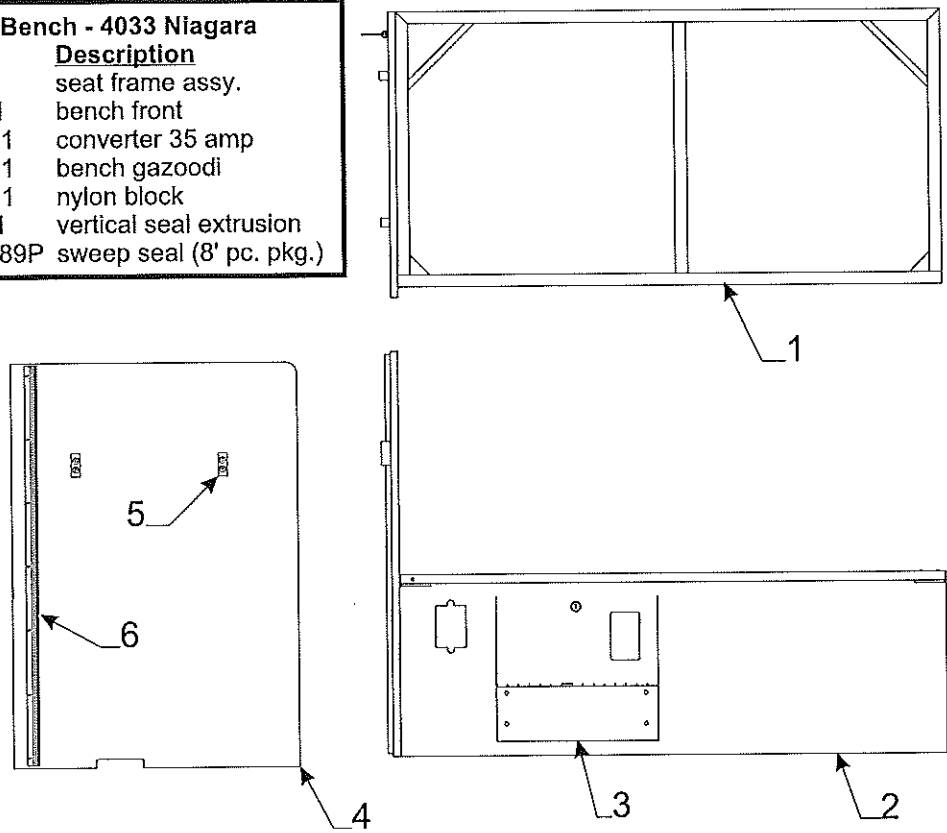 Bench - 4033 Niagara
Description
seat frame assy.
bench front
1 converter 35 amp
1 bench gazoodi
1 nylon block
vertical seal extrusion
89P sweep seal (8' pc. pkg.)
1
5
6
4
3
2